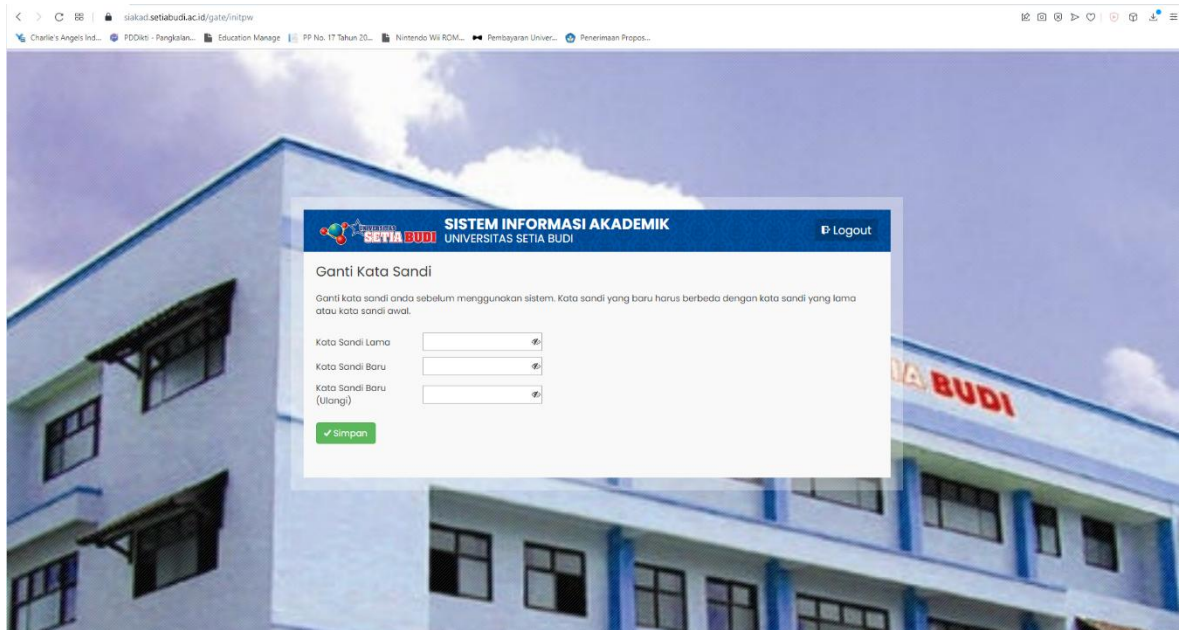 siakad.setiabudi.ac.id/gate/initpw
Charlie's Angels Ind... PDDikti - Pangkalan... Education Manage PP No. 17 Tahun 20... Nintendo Wii ROM... Pembayaran Univer... Penerimaan Propos...
UNIVERSITAS
SETIA BUDI
SISTEM INFORMASI AKADEMIK
UNIVERSITAS SETIA BUDI
Logout
Ganti Kata Sandi
Ganti kata sandi anda sebelum menggunakan sistem. Kata sandi yang baru harus berbeda dengan kata sandi yang lama
atau kata sandi awal.
Kata Sandi Lama
Kata Sandi Baru
Kata Sandi Baru
(Ulangi)
Simpan
IA BUDI